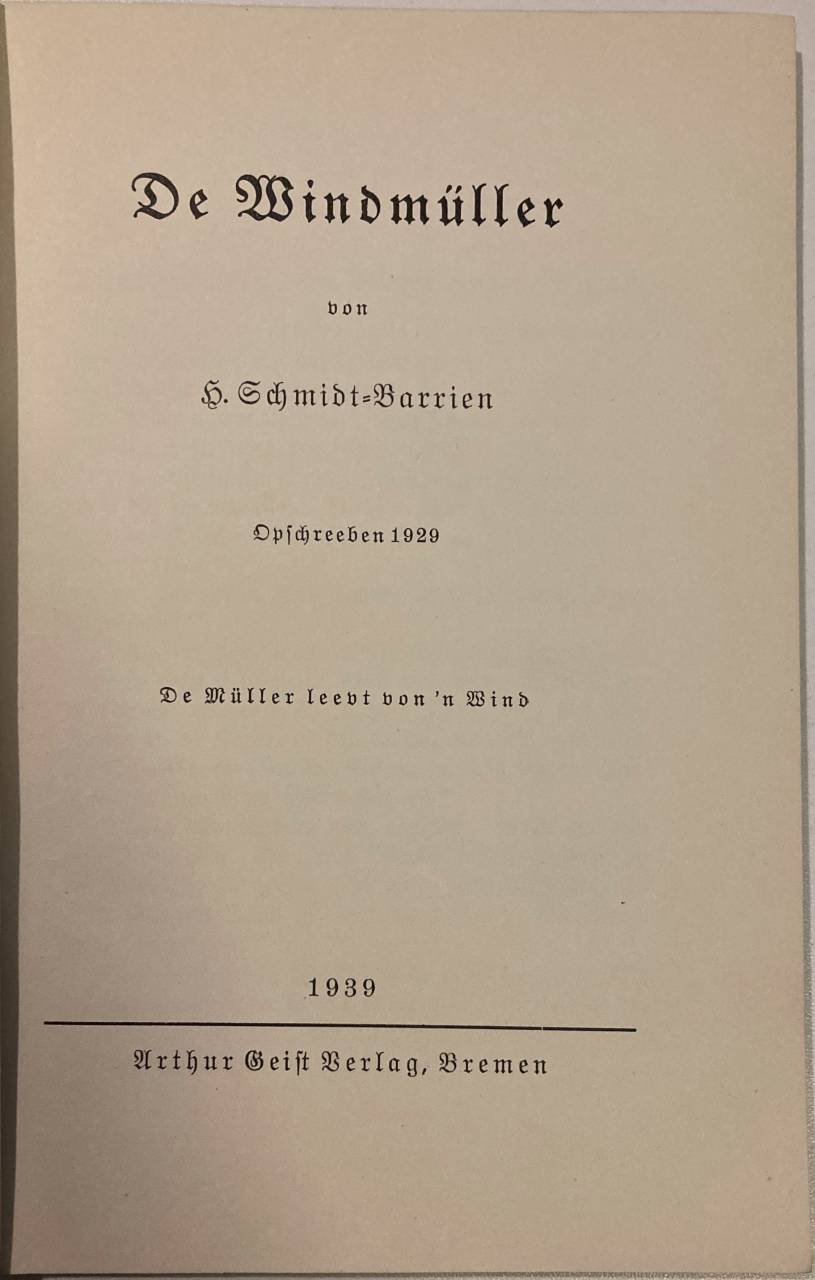 De Windmüller
von
H. Schmidt=Barrien
Opſchreeben 1929
De Müller leevt von 'n Wind
1939
Arthur Geiſt Verlag, Bremen